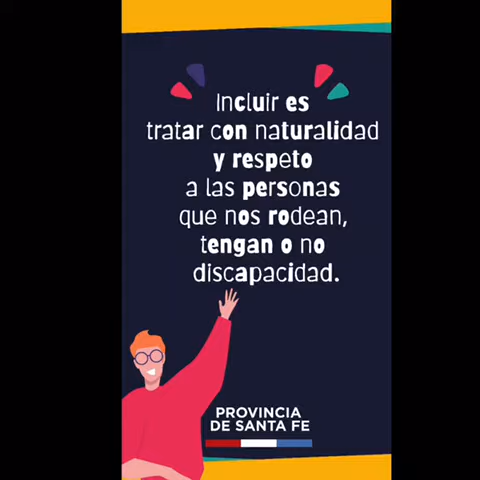 Incluir es
tratar con naturalidad
y respeto
a las personas
que nos rodean,
tengan o no
discapacidad.
PROVINCIA
DE SANTA FE